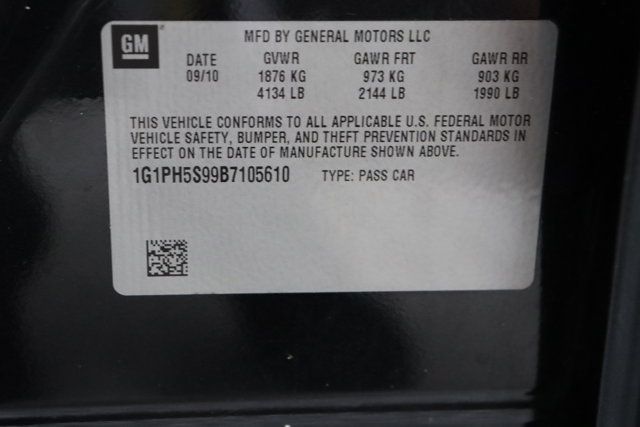 GM
MFD BY GENERAL MOTORS LLC
DATE GVWR GAWR FRT GAWR RR
09/10 1876 KG 973 KG 903 KG
4134 LB 2144 LB 1990 LB
THIS VEHICLE CONFORMS TO ALL APPLICABLE U.S. FEDERAL MOTOR
VEHICLE SAFETY, BUMPER, AND THEFT PREVENTION STANDARDS IN
EFFECT ON THE DATE OF MANUFACTURE SHOWN ABOVE.
1G1PH5S99B7105610 TYPE: PASS CAR